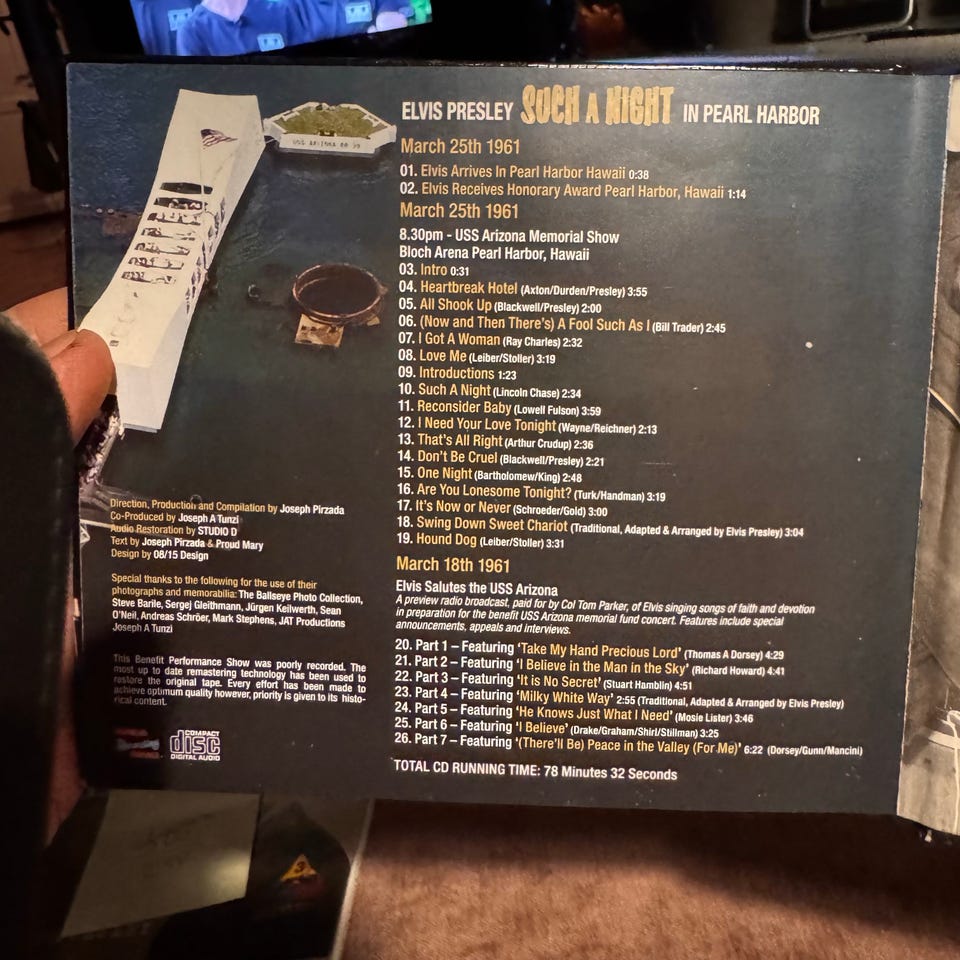 ELVIS PRESLEY SUCH A NIGHT IN PEARL HARBOR
March 25th 1961
01. Elvis Arrives In Pearl Harbor Hawaii 0:38
02. Elvis Receives Honorary Award Pearl Harbor, Hawaii 1:14
March 25th 1961
8.30pm - USS Arizona Memorial Show
Bloch Arena Pearl Harbor, Hawaii
03. Intro 0:31
04. Heartbreak Hotel (Axton/Durden/Presley) 3:55
05. All Shook Up (Blackwell/Presley) 2:00
06. (Now and Then There's) A Fool Such As I (Bill Trader) 2:45
07. I Got A Woman (Ray Charles) 2:32
08. Love Me (Leiber/Stoller) 3:19
09. Introductions 1:23
10. Such A Night (Lincoln Chase) 2:34
11. Reconsider Baby (Lowell Fulson) 3:59
12. I Need Your Love Tonight (Wayne/Reichner) 2:13
13. That's All Right (Arthur Crudup) 2:36
14. Don't Be Cruel (Blackwell/Presley) 2:21
15. One Night (Bartholomew/King) 2:48
16. Are You Lonesome Tonight? (Turk/Handman) 3:19
17. It's Now or Never (Schroeder/Gold) 3:00
18. Swing Down Sweet Chariot (Traditional, Adapted & Arranged by Elvis Presley) 3:04
19. Hound Dog (Leiber/Stoller) 3:31
March 18th 1961
Elvis Salutes the USS Arizona
A preview radio broadcast, paid for by Col Tom Parker, of Elvis singing songs of faith and devotion
in preparation for the benefit USS Arizona memorial fund concert. Features include special
announcements, appeals and interviews.
20. Part 1 – Featuring 'Take My Hand Precious Lord' (Thomas A Dorsey) 4:29
21. Part 2 – Featuring 'I Believe in the Man in the Sky' (Richard Howard) 4:41
22. Part 3 – Featuring 'It is No Secret' (Stuart Hamblin) 4:51
23. Part 4 – Featuring 'Milky White Way' 2:55 (Traditional, Adapted & Arranged by Elvis Presley)
24. Part 5 – Featuring 'He Knows Just What I Need' (Mosie Lister) 3:46
25. Part 6 – Featuring 'I Believe' (Drake/Graham/Shirl/Stillman) 3:25
26. Part 7 – Featuring '(There'll Be) Peace in the Valley (For Me)' 6:22 (Dorsey/Gunn/Mancini)
TOTAL CD RUNNING TIME: 78 Minutes 32 Seconds
Direction, Production and Compilation by Joseph Pirzada
Co-Produced by Joseph A Tunzi
Audio Restoration by STUDIO D
Text by Joseph Pirzada & Proud Mary
Design by 08/15 Design
Special thanks to the following for the use of their
photographs and memorabilia: The Ballseye Photo Collection,
Steve Barile, Sergej Gleithmann, Jürgen Keilwerth, Sean
O'Neil, Andreas Schröer, Mark Stephens, JAT Productions
Joseph A Tunzi
This Benefit Performance Show was poorly recorded. The
most up to date remastering technology has been used to
restore the original tape. Every effort has been made to
achieve optimum quality however, priority is given to its histo-
rical content.
COMPACT
disc
DIGITAL AUDIO
3